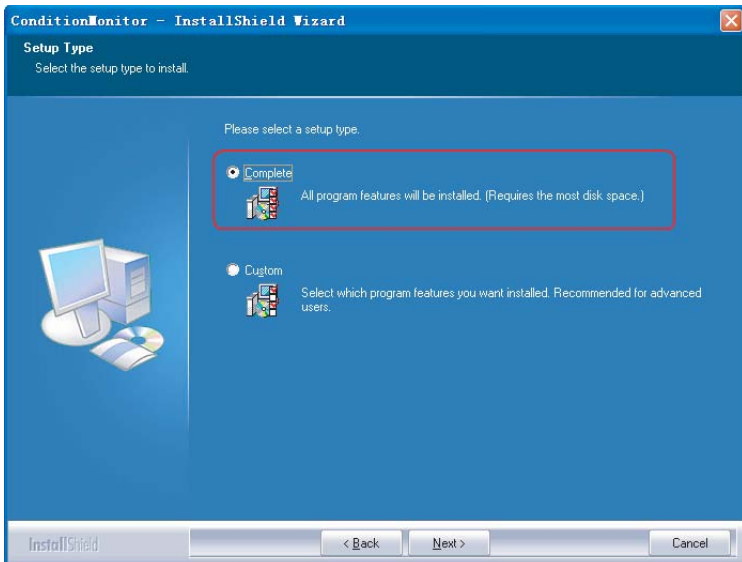 ConditionMonitor - InstallShield Wizard
Setup Type
Select the setup type to install.
Please select a setup type.
Complete
All program features will be installed. (Requires the most disk space.)
Custom
Select which program features you want installed. Recommended for advanced
users.
InstallShield
< Back
Next >
Cancel